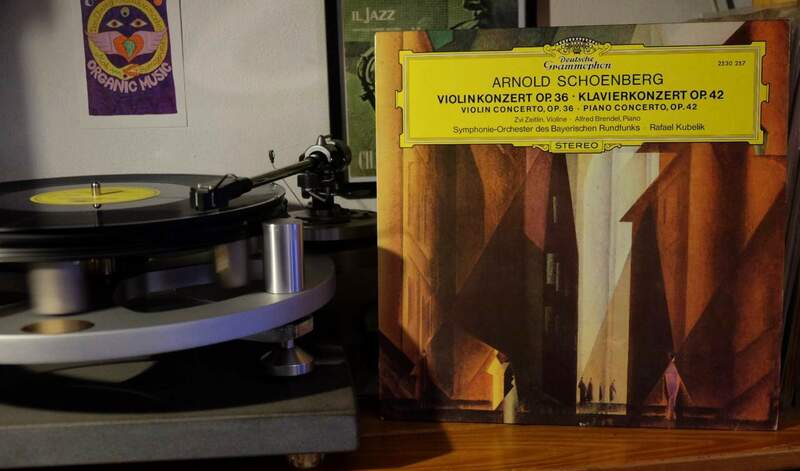 ORGANIC MUSIC
IL JAZZ
Deutsche
Grammophon
2530 257
ARNOLD SCHOENBERG
VIOLINKONZERT OP. 36 · KLAVIERKONZERT OP. 42
VIOLIN CONCERTO, OP. 36 · PIANO CONCERTO, OP. 42
Zvi Zeitlin, Violine · Alfred Brendel, Piano
Symphonie-Orchester des Bayerischen Rundfunks · Rafael Kubelik
STEREO